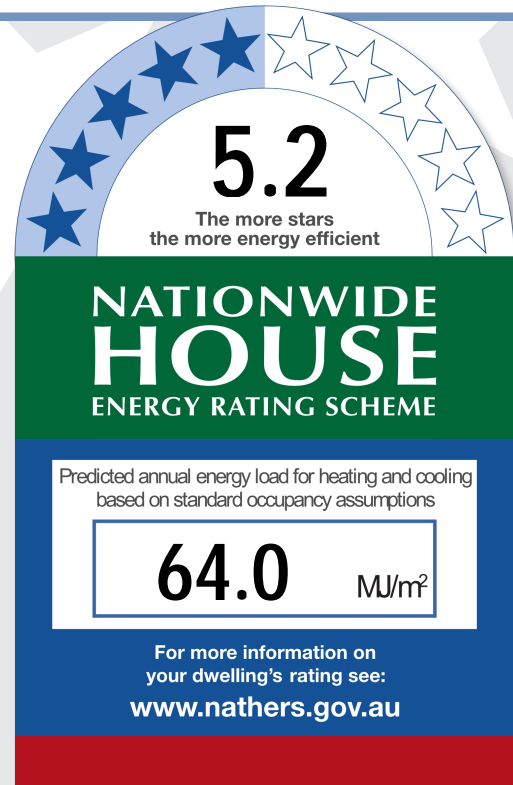 5.2
The more stars
the more energy efficient
NATIONWIDE
HOUSE
ENERGY RATING SCHEME
Predicted annual energy load for heating and cooling
based on standard occupancy assumptions
64.0 MJ/m²
For more information on
your dwelling's rating see:
www.nathers.gov.au